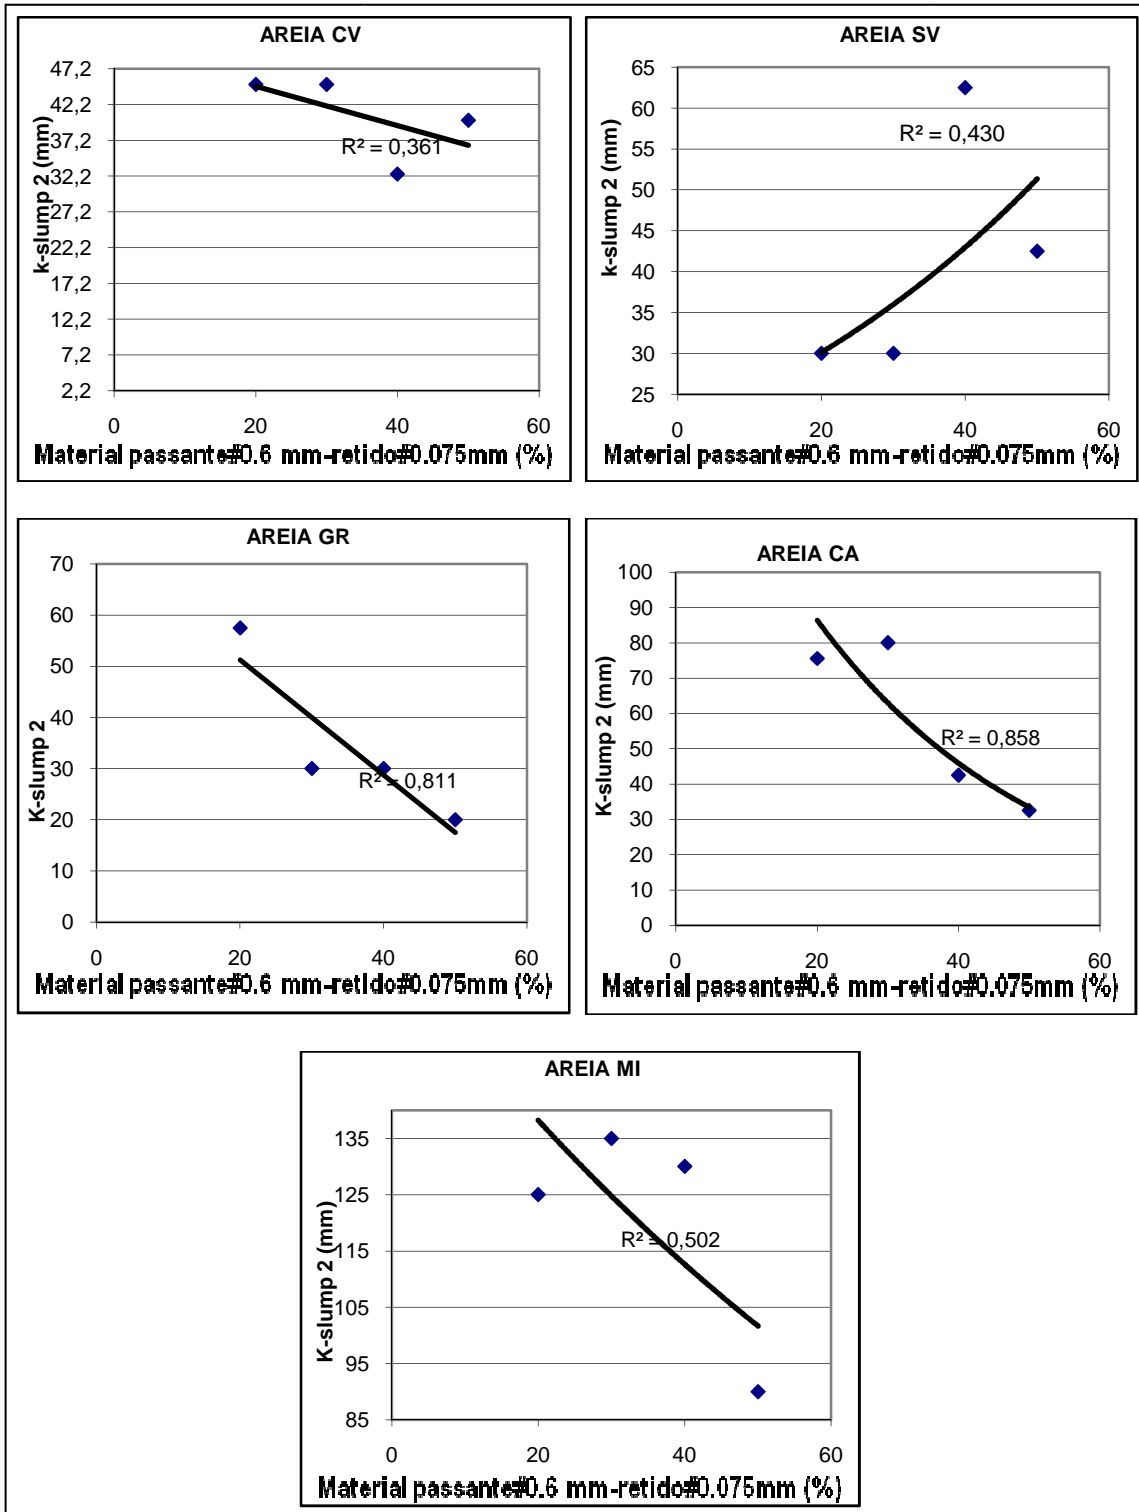 AREIA CV
47,2
42,2
37,2
32,2
27,2
22,2
17,2
12,2
7,2
2,2
k-slump 2 (mm)
R² = 0,361
0 20 40 60
Material passante#0.6 mm-retido#0.075mm (%)
AREIA SV
65
60
55
50
45
40
35
30
25
k-slump 2 (mm)
R² = 0,430
0 20 40 60
Material passante#0.6 mm-retido#0.075mm (%)
AREIA GR
70
60
50
40
30
20
10
0
K-slump 2
R² = 0,811
0 20 40 60
Material passante#0.6 mm-retido#0.075mm (%)
AREIA CA
100
90
80
70
60
50
40
30
20
10
0
K-slump 2 (mm)
R² = 0,858
0 20 40 60
Material passante#0.6 mm-retido#0.075mm (%)
AREIA MI
135
125
115
105
95
85
K-slump 2 (mm)
R² = 0,502
0 20 40 60
Material passante#0.6 mm-retido#0.075mm (%)